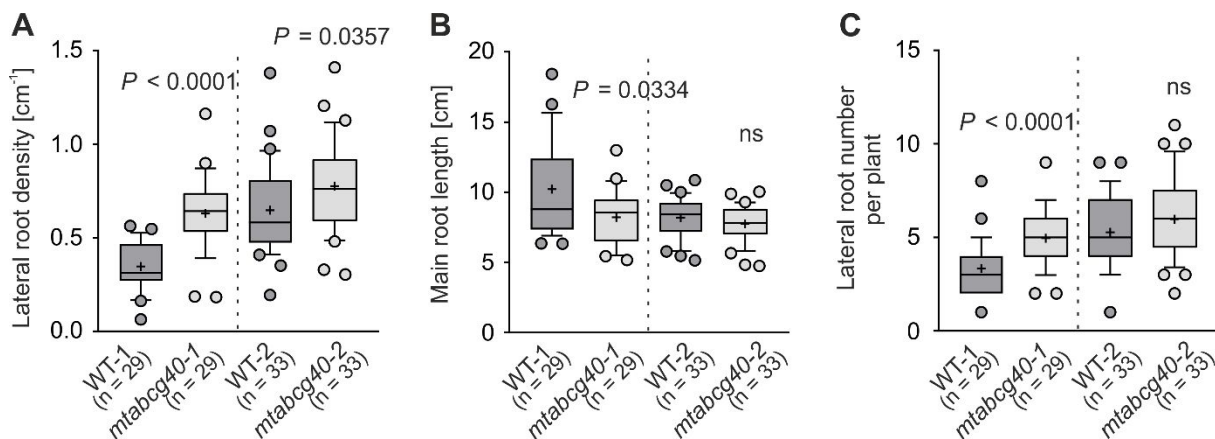 A
P = 0.0357
P < 0.0001
Lateral root density [cm-1]
1.5
1.0
0.5
0.0
WT-1
(n = 29)
mtabcg40-1
(n = 29)
WT-2
(n = 33)
mtabcg40-2
(n = 33)
B
P = 0.0334
ns
Main root length [cm]
20
15
10
5
0
WT-1
(n = 29)
mtabcg40-1
(n = 29)
WT-2
(n = 33)
mtabcg40-2
(n = 33)
C
ns
P < 0.0001
Lateral root number
per plant
15
10
5
0
WT-1
(n = 29)
mtabcg40-1
(n = 29)
WT-2
(n = 33)
mtabcg40-2
(n = 33)